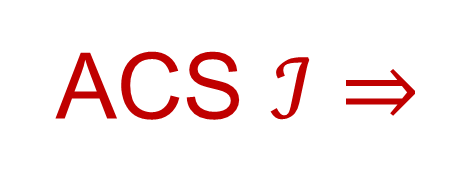 ACS 𝒥 ⇒